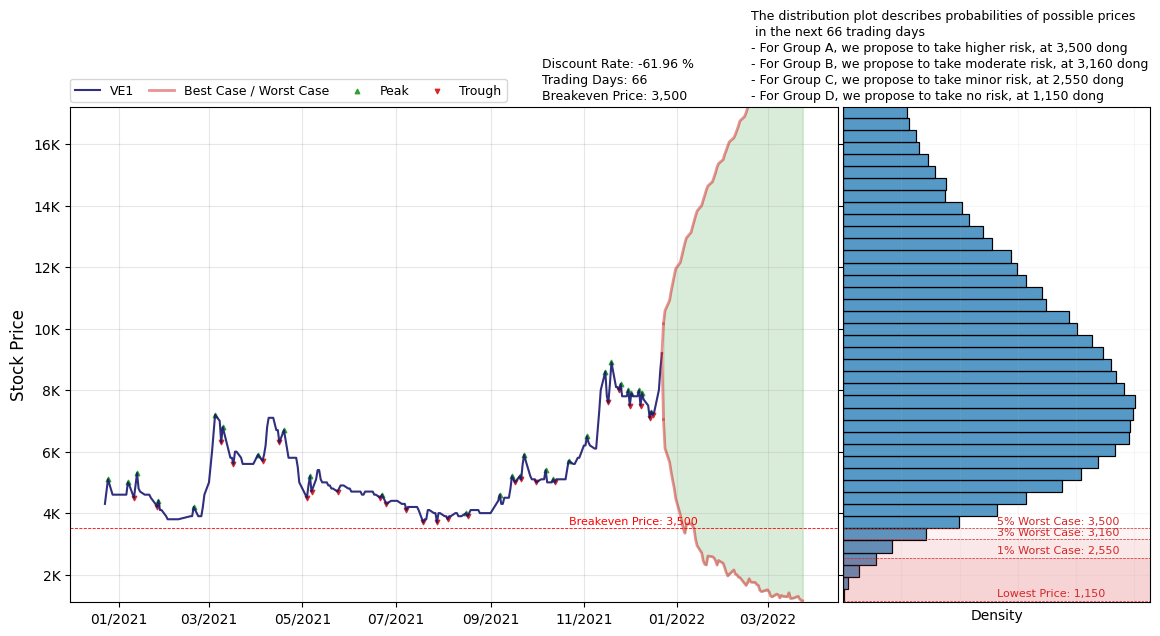 The distribution plot describes probabilities of possible prices
in the next 66 trading days
- For Group A, we propose to take higher risk, at 3,500 dong
- For Group B, we propose to take moderate risk, at 3,160 dong
- For Group C, we propose to take minor risk, at 2,550 dong
- For Group D, we propose to take no risk, at 1,150 dong
Discount Rate: -61.96 %
Trading Days: 66
Breakeven Price: 3,500
VE1 Best Case / Worst Case Peak Trough
Stock Price
16K
14K
12K
10K
8K
6K
4K
2K
Breakeven Price: 3,500
5% Worst Case: 3,500
3% Worst Case: 3,160
1% Worst Case: 2,550
Lowest Price: 1,150
01/2021 03/2021 05/2021 07/2021 09/2021 11/2021 01/2022 03/2022
Density